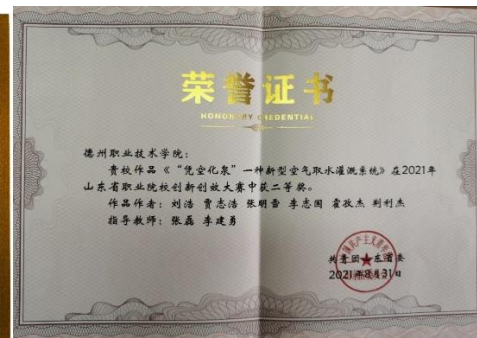 荣誉证书
HONORARY CREDENTIAL
德州职业技术学院：
贵校作品《“凭空化泉”一种新型空气取水灌溉系统》在2021年
山东省职业院校创新创效大赛中获二等奖。
作品作者：刘浩 贾志浩 张明雷 李志国 霍孜杰 荆利杰
指导教师：张磊 李建勇
共青团山东省委
2021年8月31日